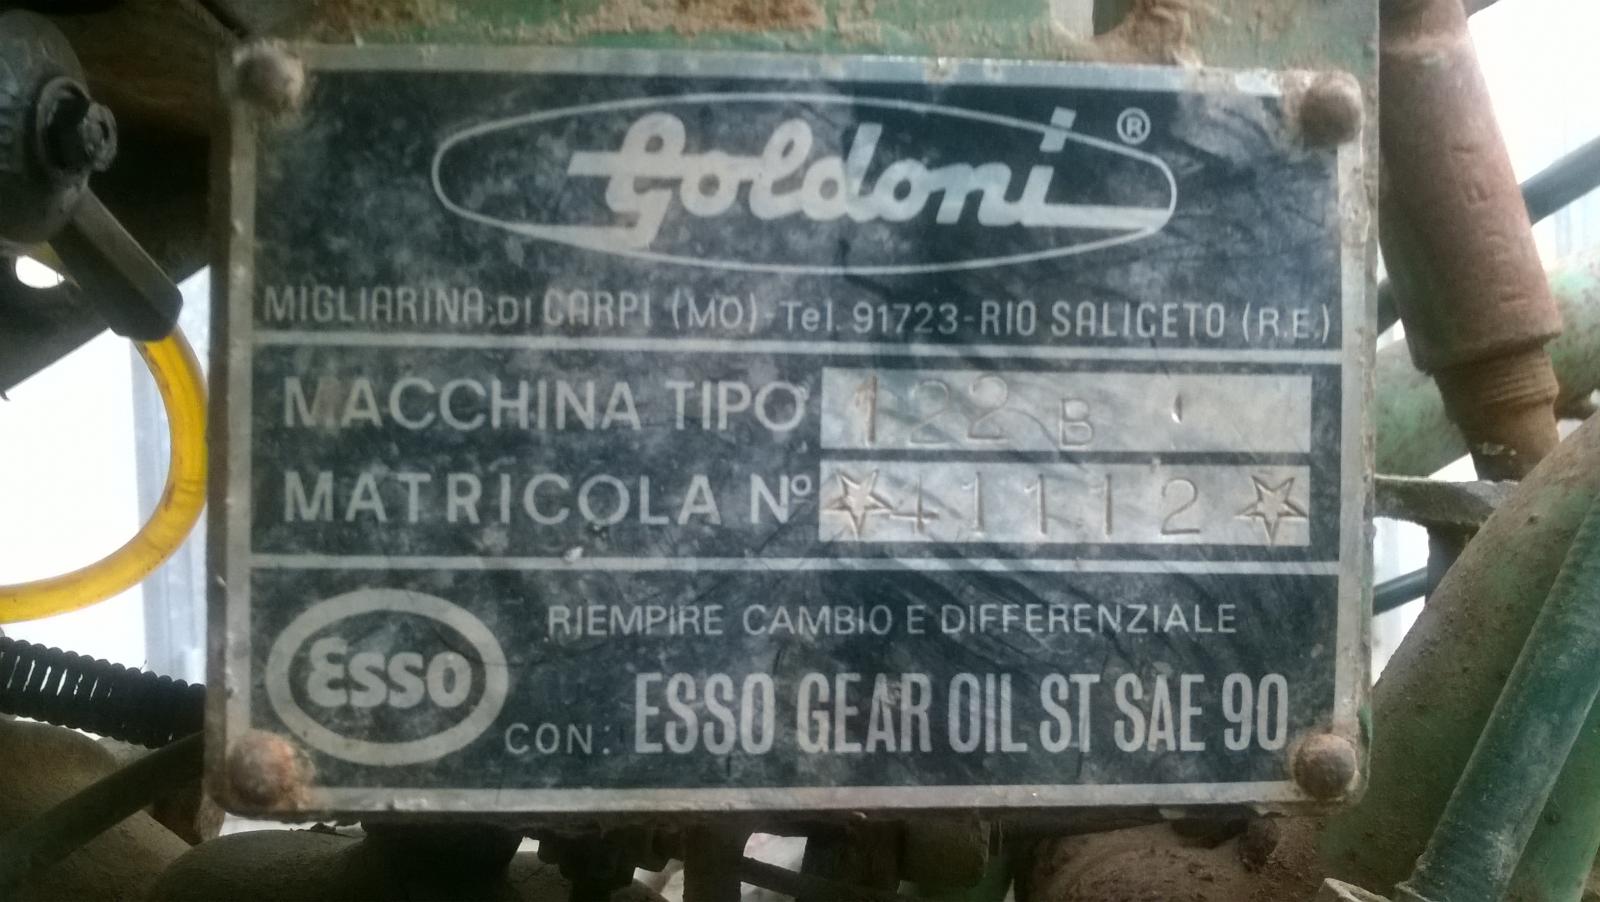 Goldoni ®
MIGLIARINA DI CARPI (MO)-Tel. 91723-RIO SALICETO (R.E.)
MACCHINA TIPO 122 B
MATRICOLA Nº ☆41112☆
RIEMPIRE CAMBIO E DIFFERENZIALE
Esso CON: ESSO GEAR OIL ST SAE 90